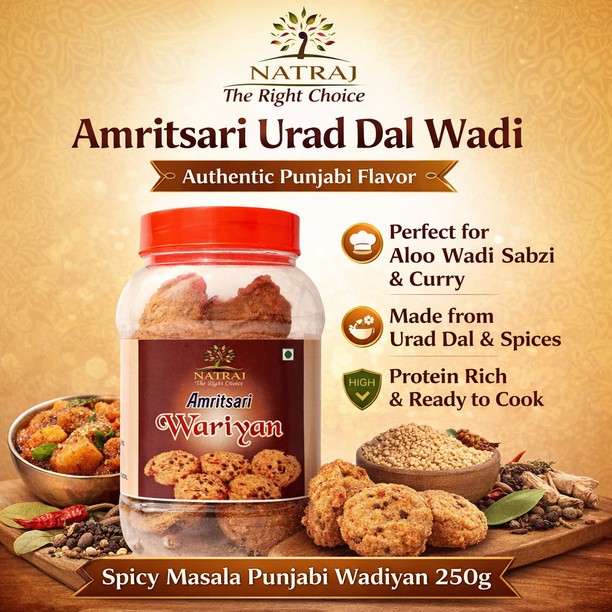 NATRAJ
The Right Choice
Amritsari Urad Dal Wadi
Authentic Punjabi Flavor
Perfect for
Aloo Wadi Sabzi
& Curry
Made from
Urad Dal & Spices
HIGH
Protein Rich
& Ready to Cook
NATRAJ
The Right Choice
Amritsari
Wariyan
Spicy Masala Punjabi Wadiyan 250g